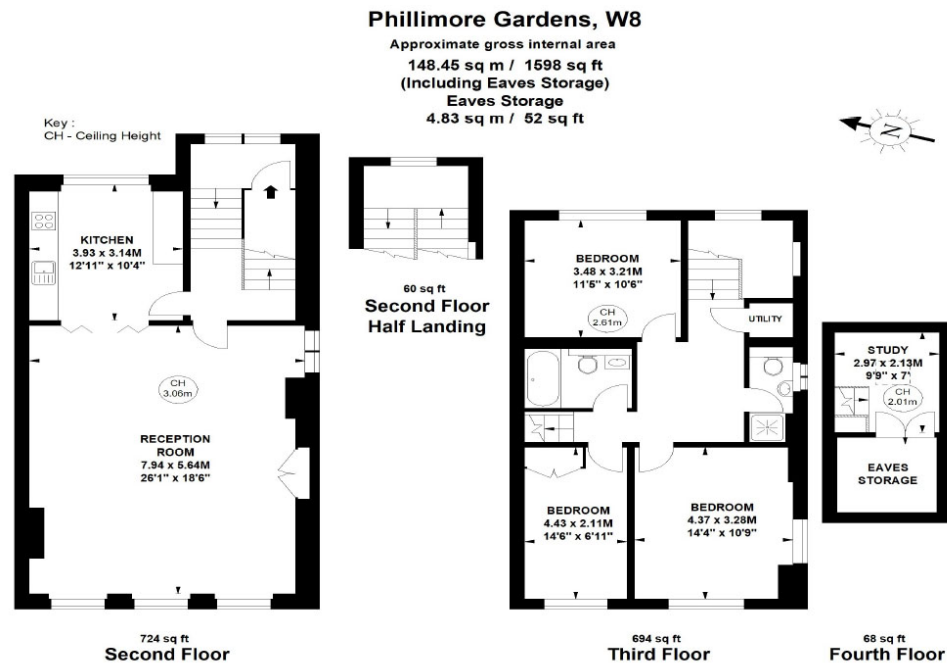 Phillimore Gardens, W8
Approximate gross internal area
148.45 sq m / 1598 sq ft
(Including Eaves Storage)
Eaves Storage
4.83 sq m / 52 sq ft
Key :
CH - Ceiling Height
N
KITCHEN
3.93 x 3.14M
12'11" x 10'4"
CH
3.06m
RECEPTION
ROOM
7.94 x 5.64M
26'1" x 18'6"
724 sq ft
Second Floor
60 sq ft
Second Floor
Half Landing
BEDROOM
3.48 x 3.21M
11'5" x 10'6"
CH
2.61m
UTILITY
BEDROOM
4.43 x 2.11M
14'6" x 6'11"
BEDROOM
4.37 x 3.28M
14'4" x 10'9"
694 sq ft
Third Floor
STUDY
2.97 x 2.13M
9'9" x 7'
CH
2.01m
EAVES
STORAGE
68 sq ft
Fourth Floor